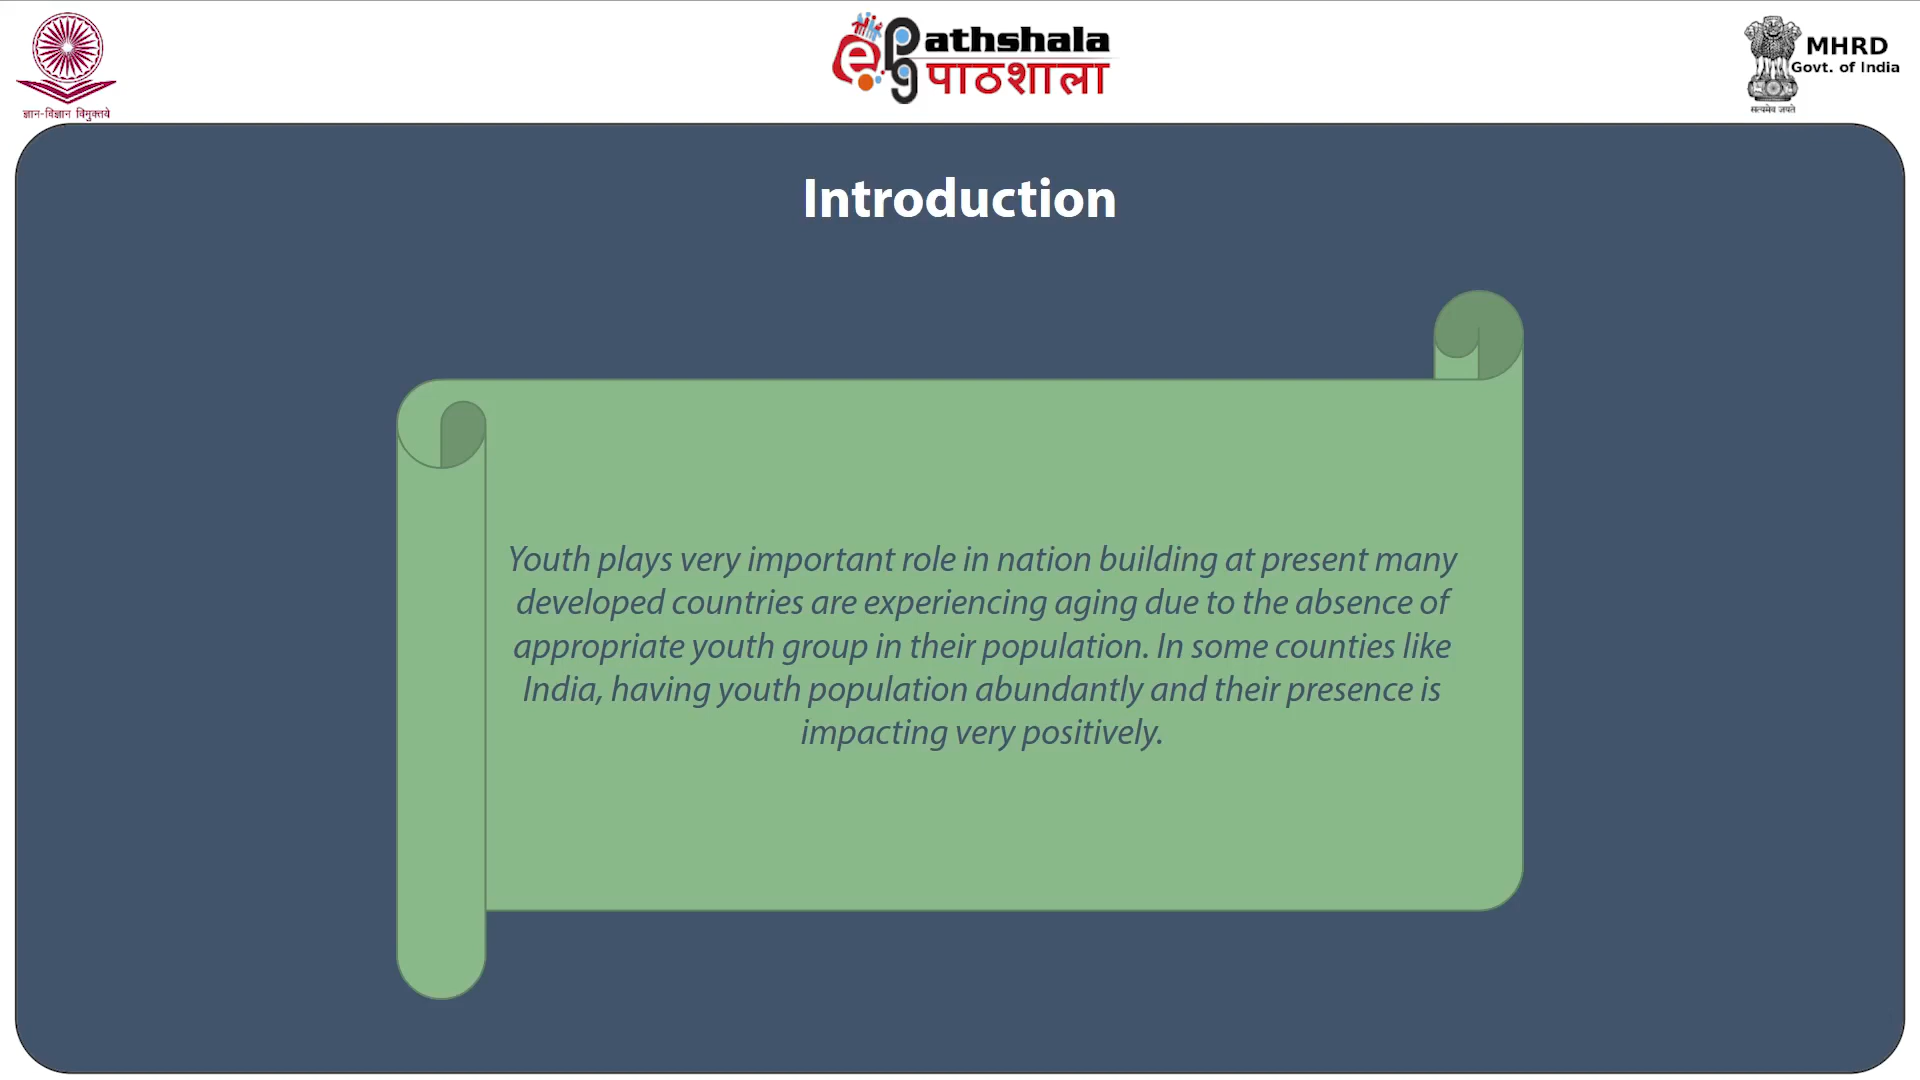 ज्ञान-विज्ञान विमुक्तये
e Pathshala
pg पाठशाला
MHRD
Govt. of India
सत्यमेव जयते
Introduction
Youth plays very important role in nation building at present many
developed countries are experiencing aging due to the absence of
appropriate youth group in their population. In some counties like
India, having youth population abundantly and their presence is
impacting very positively.